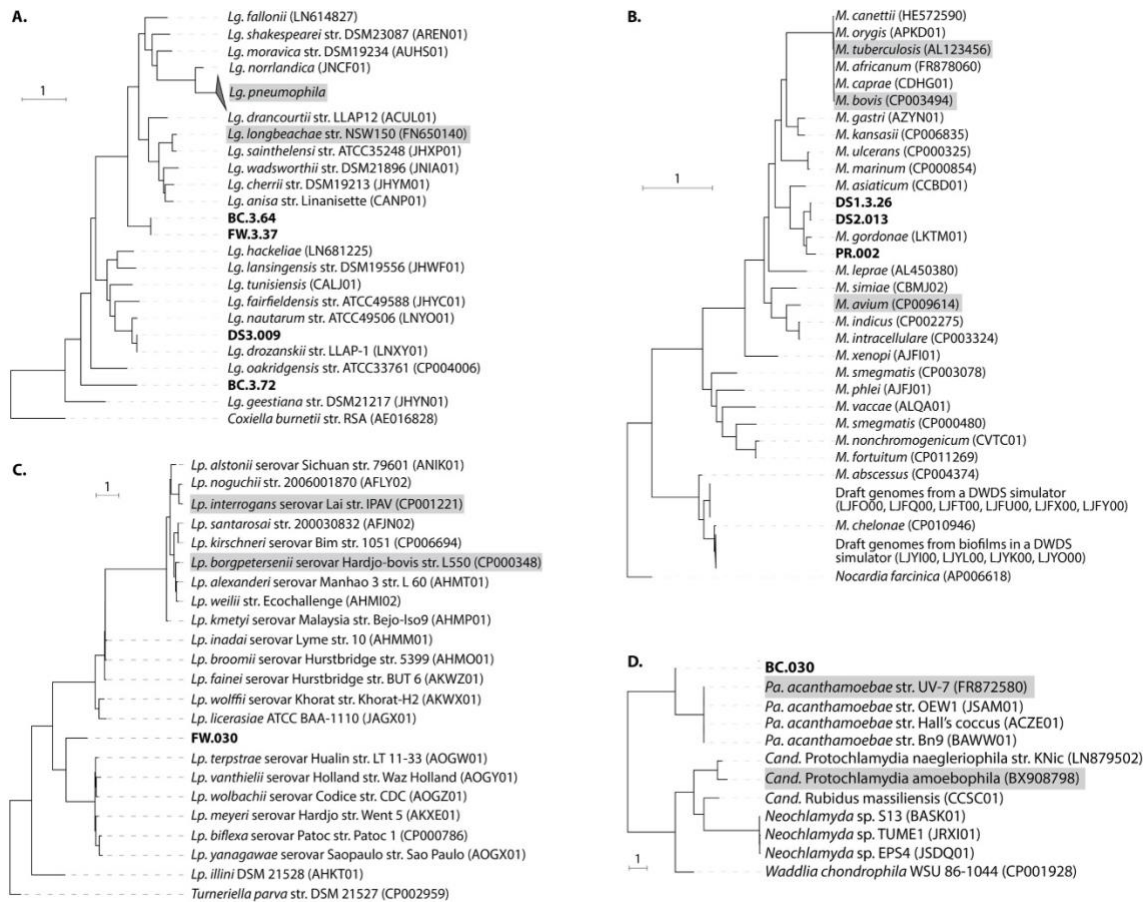 A.
Lg. fallonii (LN614827)
Lg. shakespearei str. DSM23087 (AREN01)
Lg. moravica str. DSM19234 (AUHS01)
Lg. norrlandica (JNCF01)
1
Lg. pneumophila
Lg. drancourtii str. LLAP12 (ACUL01)
Lg. longbeachae str. NSW150 (FN650140)
Lg. sainthelensi str. ATCC35248 (JHXP01)
Lg. wadsworthii str. DSM21896 (JNIA01)
Lg. cherrii str. DSM19213 (JHYM01)
Lg. anisa str. Linanisette (CANP01)
BC.3.64
FW.3.37
Lg. hackeliae (LN681225)
Lg. lansingensis str. DSM19556 (JHWF01)
Lg. tunisiensis (CALJ01)
Lg. fairfieldensis str. ATCC49588 (JHYC01)
Lg. nautarum str. ATCC49506 (LNYO01)
DS3.009
Lg. drozanskii str. LLAP-1 (LNXY01)
Lg. oakridgensis str. ATCC33761 (CP004006)
BC.3.72
Lg. geestiana str. DSM21217 (JHYN01)
Coxiella burnetii str. RSA (AE016828)
B.
M. canettii (HE572590)
M. orygis (APKD01)
M. tuberculosis (AL123456)
M. africanum (FR878060)
M. caprae (CDHG01)
M. bovis (CP003494)
M. gastri (AZYN01)
M. kansasii (CP006835)
M. ulcerans (CP000325)
M. marinum (CP000854)
1
M. asiaticum (CCBD01)
DS1.3.26
DS2.013
M. gordonae (LKTM01)
PR.002
M. leprae (AL450380)
M. simiae (CBMJ02)
M. avium (CP009614)
M. indicus (CP002275)
M. intracellulare (CP003324)
M. xenopi (AJFI01)
M. smegmatis (CP003078)
M. phlei (AJFJ01)
M. vaccae (ALQA01)
M. smegmatis (CP000480)
M. nonchromogenicum (CVTC01)
M. fortuitum (CP011269)
M. abscessus (CP004374)
Draft genomes from a DWDS simulator
(LJFO00, LJFQ00, LJFT00, LJFU00, LJFX00, LJFY00)
M. chelonae (CP010946)
Draft genomes from biofilms in a DWDS
simulator (LJYI00, LJYL00, LJYK00, LJYO00)
Nocardia farcinica (AP006618)
C.
Lp. alstonii serovar Sichuan str. 79601 (ANIK01)
Lp. noguchii str. 2006001870 (AFLY02)
1
Lp. interrogans serovar Lai str. IPAV (CP001221)
Lp. santarosai str. 200030832 (AFJN02)
Lp. kirschneri serovar Bim str. 1051 (CP006694)
Lp. borgpetersenii serovar Hardjo-bovis str. L550 (CP000348)
Lp. alexanderi serovar Manhao 3 str. L 60 (AHMT01)
Lp. weilii str. Ecochallenge (AHMI02)
Lp. kmetyi serovar Malaysia str. Bejo-Iso9 (AHMP01)
Lp. inadai serovar Lyme str. 10 (AHMM01)
Lp. broomii serovar Hurstbridge str. 5399 (AHMO01)
Lp. fainei serovar Hurstbridge str. BUT 6 (AKWZ01)
Lp. wolffii serovar Khorat str. Khorat-H2 (AKWX01)
Lp. licerasiae ATCC BAA-1110 (JAGX01)
FW.030
Lp. terpstrae serovar Hualin str. LT 11-33 (AOGW01)
Lp. vanthielii serovar Holland str. Waz Holland (AOGY01)
Lp. wolbachii serovar Codice str. CDC (AOGZ01)
Lp. meyeri serovar Hardjo str. Went 5 (AKXE01)
Lp. biflexa serovar Patoc str. Patoc 1 (CP000786)
Lp. yanagawae serovar Saopaulo str. Sao Paulo (AOGX01)
Lp. illini DSM 21528 (AHKT01)
Turneriella parva str. DSM 21527 (CP002959)
D.
BC.030
Pa. acanthamoebae str. UV-7 (FR872580)
Pa. acanthamoebae str. OEW1 (JSAM01)
Pa. acanthamoebae str. Hall's coccus (ACZE01)
Pa. acanthamoebae str. Bn9 (BAWW01)
Cand. Protochlamydia naegleriophila str. KNic (LN879502)
Cand. Protochlamydia amoebophila (BX908798)
Cand. Rubidus massiliensis (CCSC01)
Neochlamyda sp. S13 (BASK01)
Neochlamyda sp. TUME1 (JRXI01)
Neochlamyda sp. EPS4 (JSDQ01)
1
Waddlia chondrophila WSU 86-1044 (CP001928)